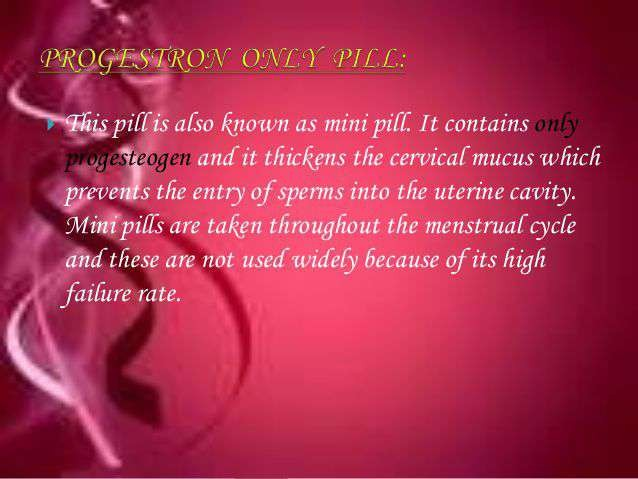 PROGESTRON ONLY PILL:
This pill is also known as mini pill. It contains only
progesteogen and it thickens the cervical mucus which
prevents the entry of sperms into the uterine cavity.
Mini pills are taken throughout the menstrual cycle
and these are not used widely because of its high
failure rate.